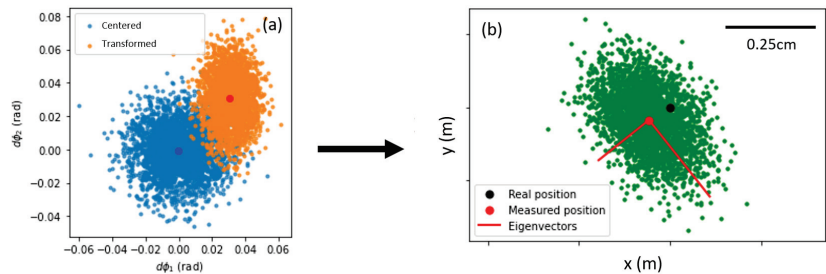 (a)
Centered
Transformed
0.08
0.06
0.04
0.02
0.00
−0.02
−0.04
dϕ₂ (rad)
−0.06 −0.04 −0.02 0.00 0.02 0.04 0.06
dϕ₁ (rad)
(b)
0.25cm
y (m)
Real position
Measured position
Eigenvectors
x (m)